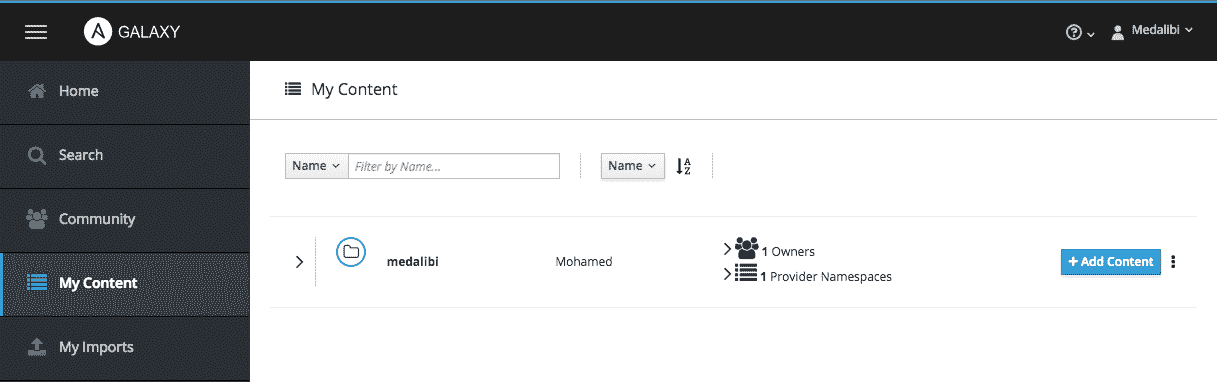 GALAXY
Medalibi
Home
Search
Community
My Content
My Imports
My Content
Name Filter by Name... Name A Z
medalibi Mohamed 1 Owners
1 Provider Namespaces
+ Add Content